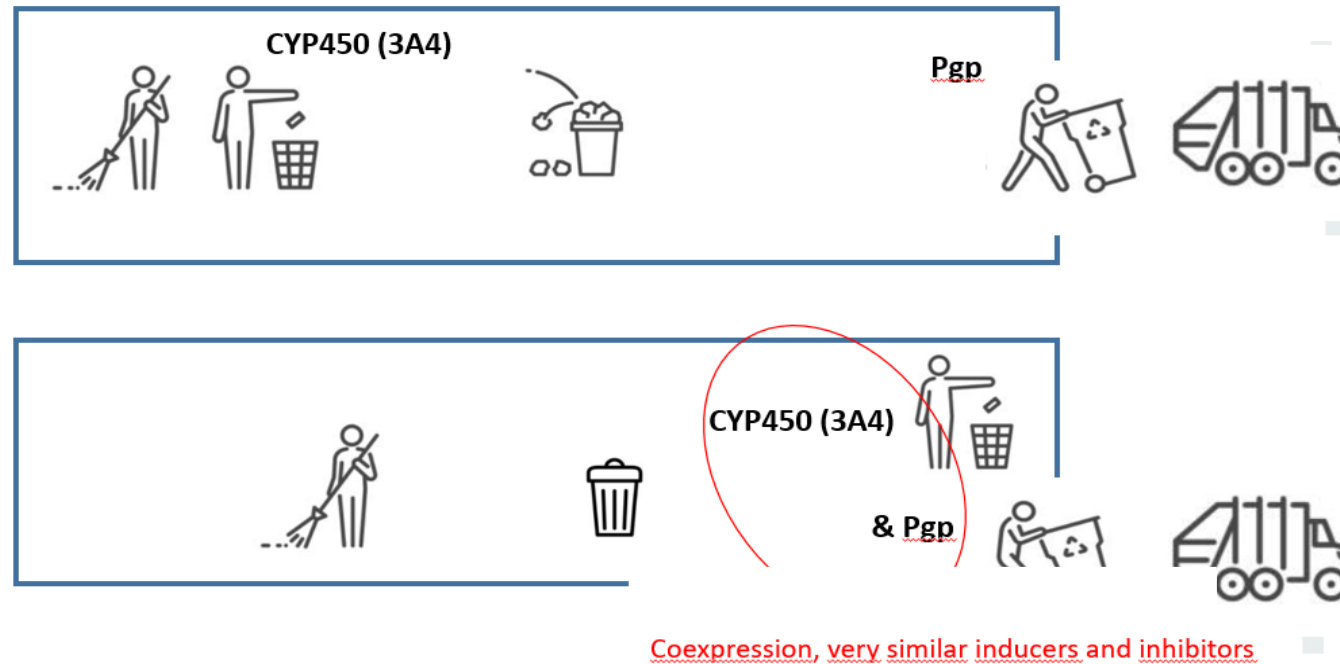 CYP450 (3A4)
Pgp
CYP450 (3A4)
& Pgp
Coexpression, very similar inducers and inhibitors